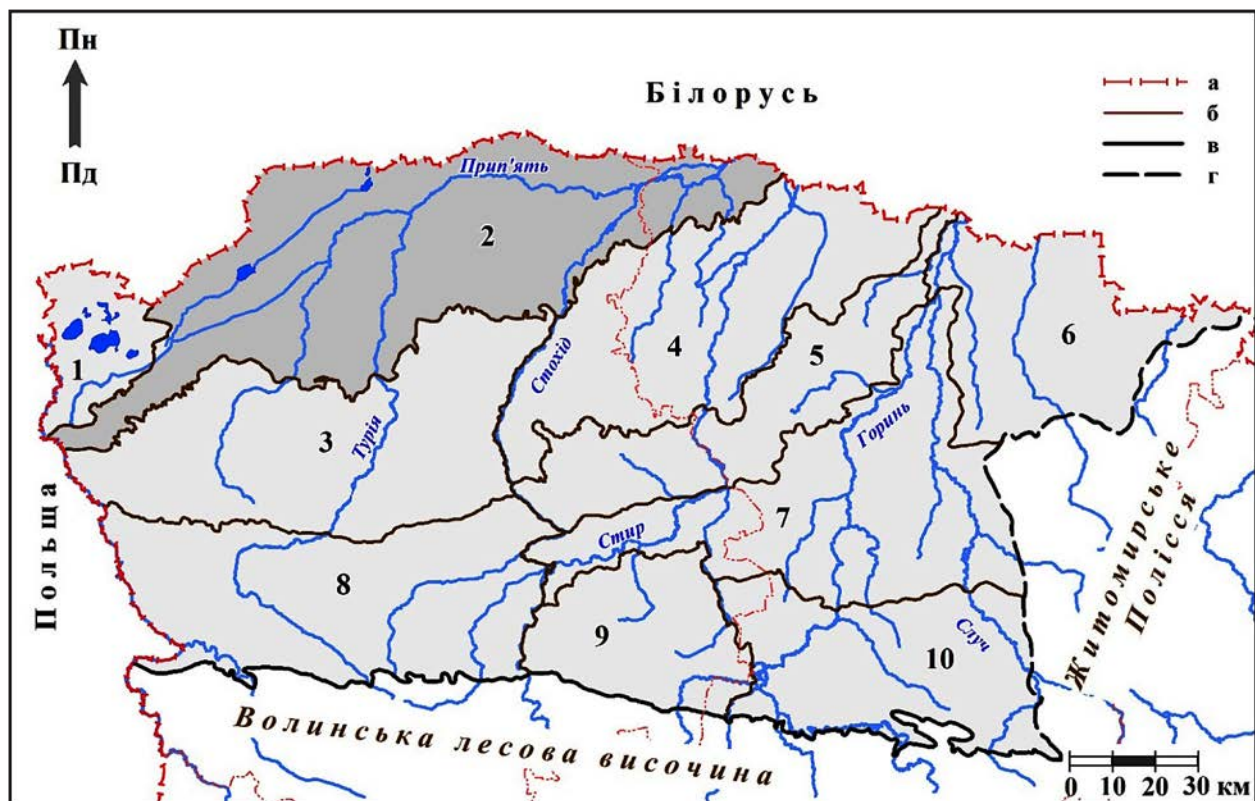 Пн
Пд
Білорусь
а
б
в
г
Прип'ять
2
1
3
Турія
Стохід
4
5
6
Горинь
Польща
Стир
7
8
9
10
Случ
Житомирське
Полісся
Волинська лесова височина
0 10 20 30 км